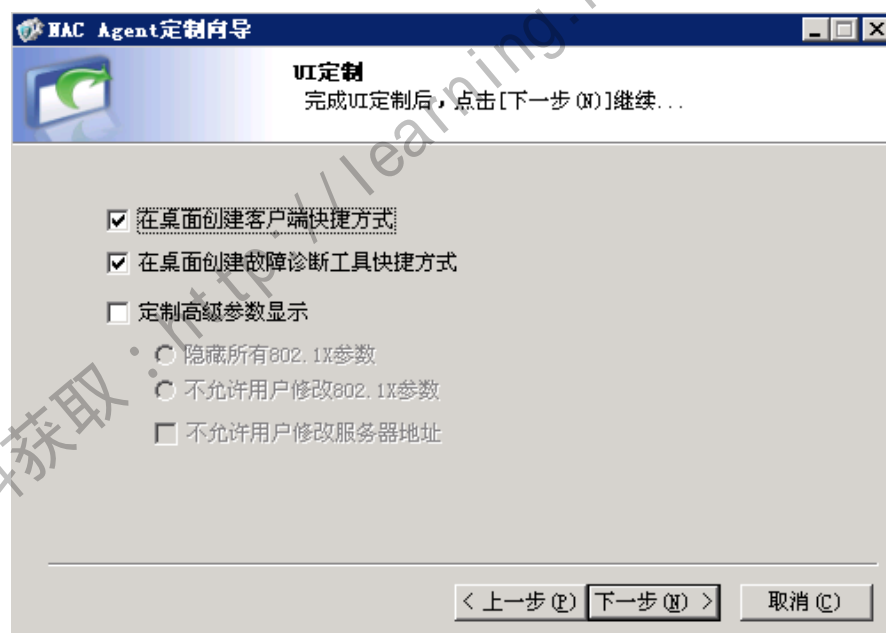 NAC Agent定制向导
UI定制
完成UI定制后，点击[下一步(N)]继续...
在桌面创建客户端快捷方式
在桌面创建故障诊断工具快捷方式
定制高级参数显示
隐藏所有802.1X参数
不允许用户修改802.1X参数
不允许用户修改服务器地址
< 上一步(P) 下一步(N) > 取消(C)
获取：http://learning.